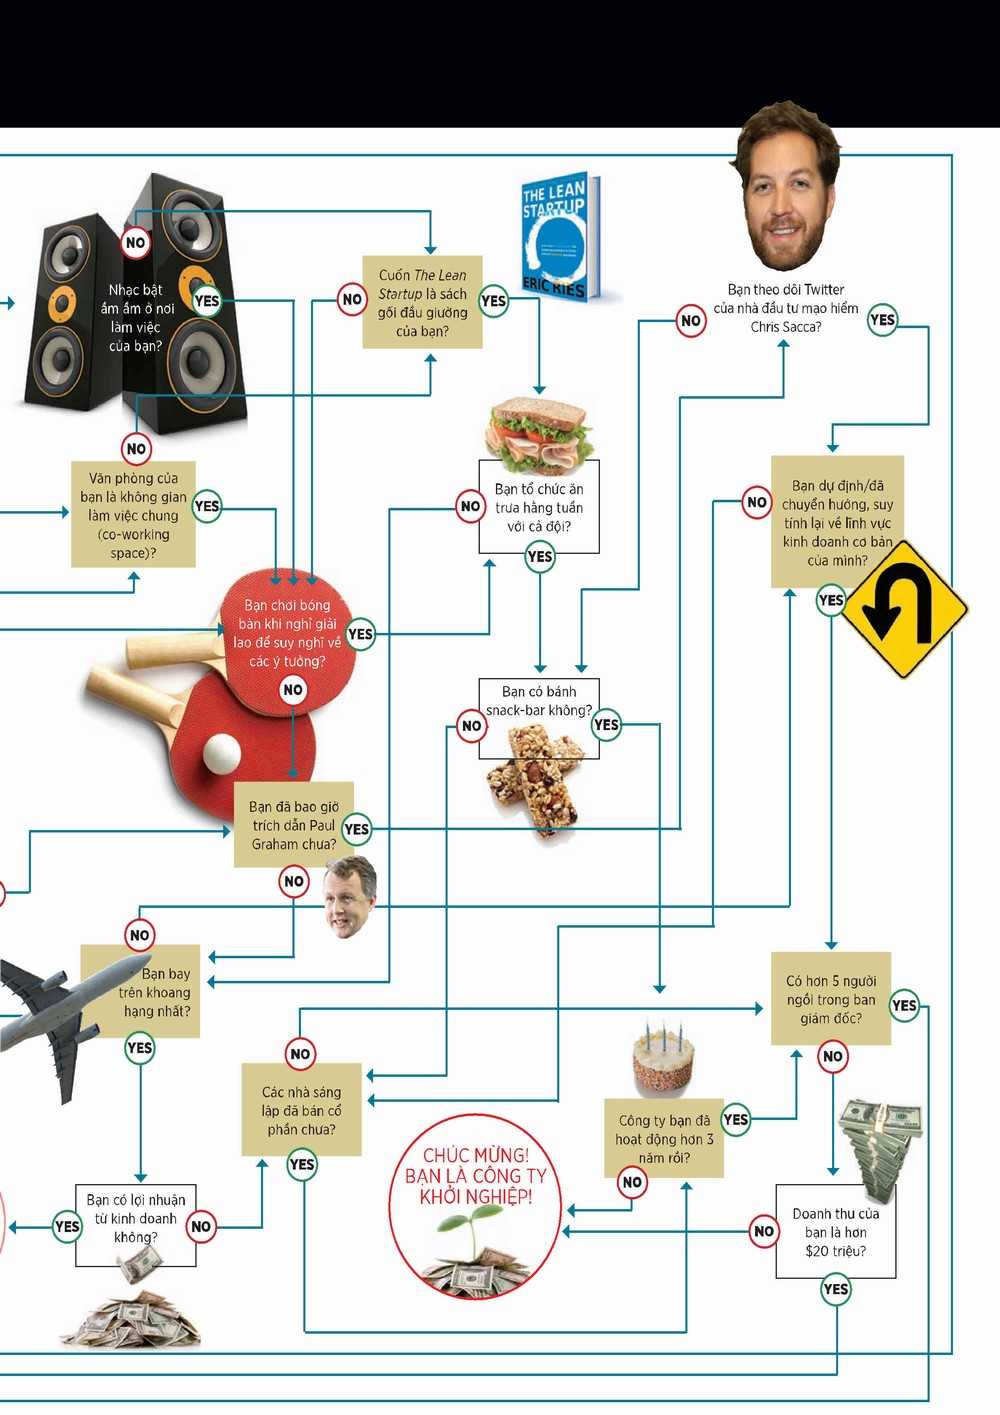 THE LEAN
STARTUP
ERIC RIES
NO
Nhạc bật
ầm ầm ở nơi
làm việc
của bạn?
YES
NO
Cuốn The Lean
Startup là sách
gối đầu giường
của bạn?
YES
Bạn theo dõi Twitter
của nhà đầu tư mạo hiểm
Chris Sacca?
NO
YES
NO
Văn phòng của
bạn là không gian
làm việc chung
(co-working
space)?
YES
NO
Bạn tổ chức ăn
trưa hằng tuần
với cả đội?
YES
NO
Bạn dự định/đã
chuyển hướng, suy
tính lại về lĩnh vực
kinh doanh cơ bản
của mình?
YES
Bạn chơi bóng
bàn khi nghỉ giải
lao để suy nghĩ về
các ý tưởng?
YES
NO
Bạn có bánh
snack-bar không?
NO
YES
Bạn đã bao giờ
trích dẫn Paul
Graham chưa?
YES
NO
NO
Bạn bay
trên khoang
hạng nhất?
YES
Có hơn 5 người
ngồi trong ban
giám đốc?
YES
NO
NO
Các nhà sáng
lập đã bán cổ
phần chưa?
YES
Công ty bạn đã
hoạt động hơn 3
năm rồi?
YES
NO
CHÚC MỪNG!
BẠN LÀ CÔNG TY
KHỞI NGHIỆP!
Bạn có lợi nhuận
từ kinh doanh
không?
YES
NO
Doanh thu của
bạn là hơn
$20 triệu?
NO
YES